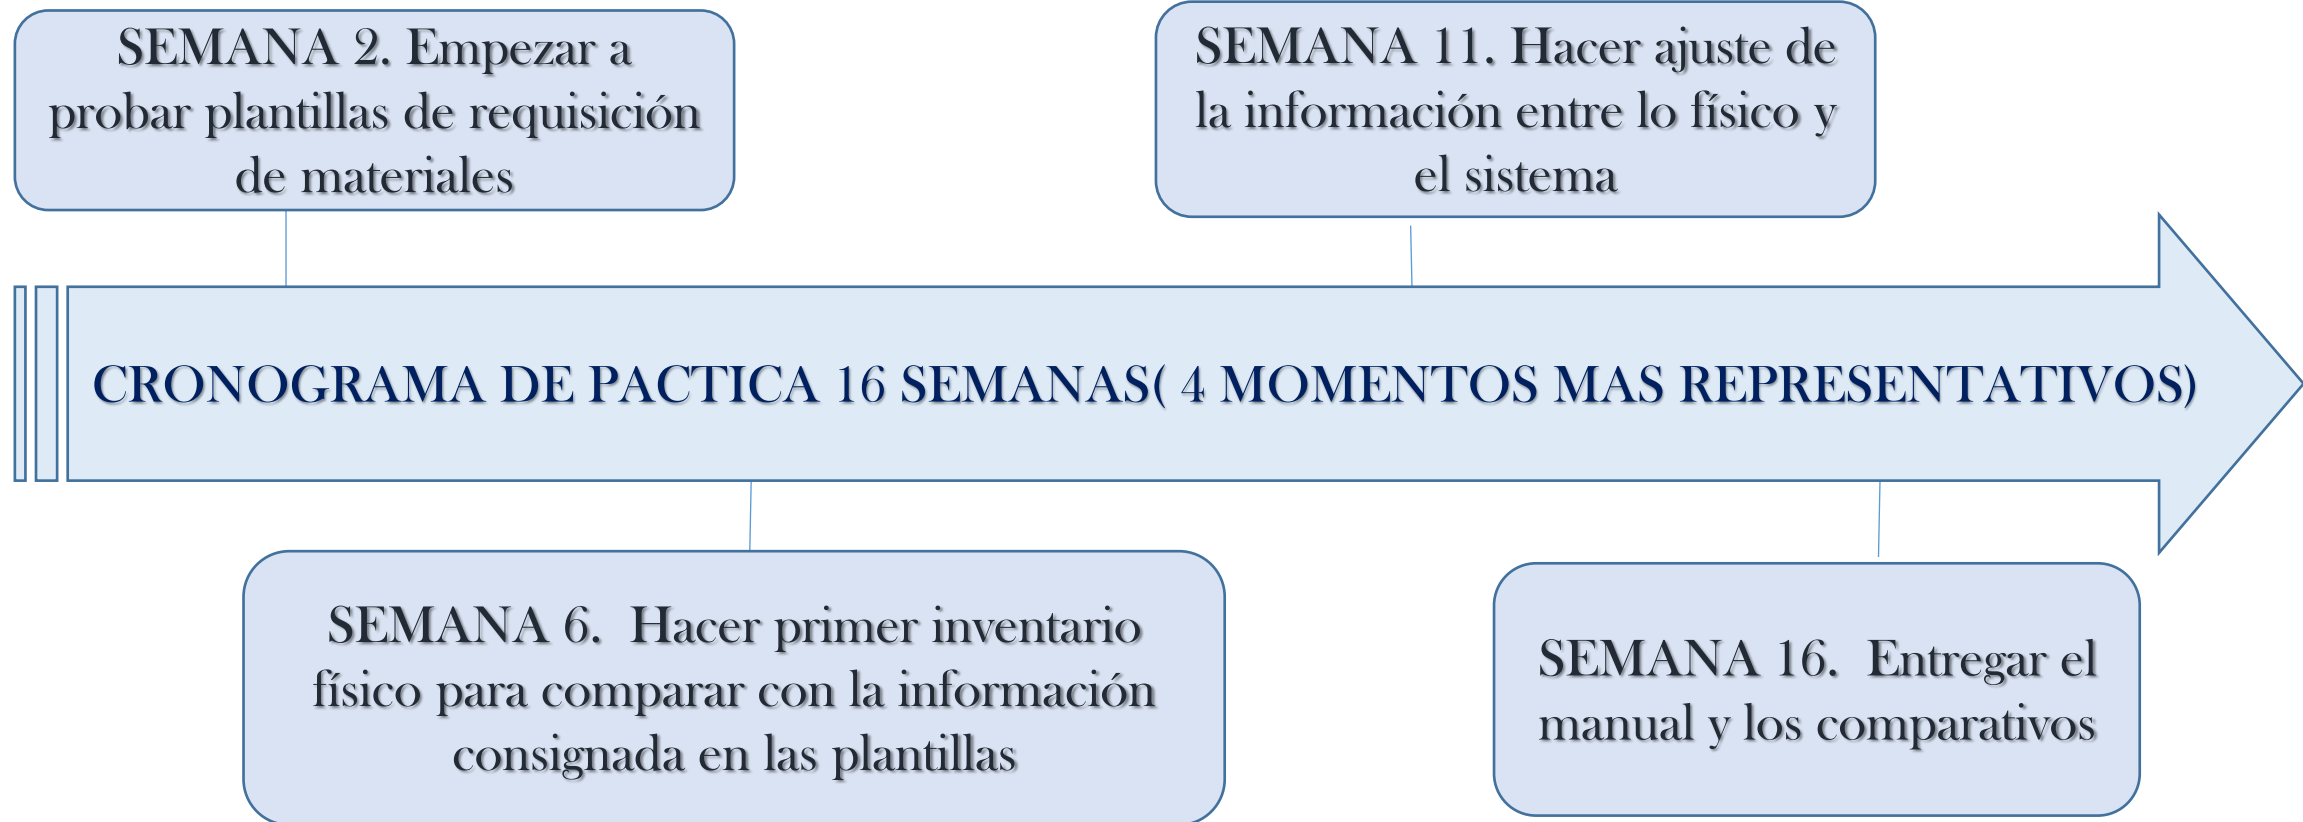 SEMANA 2. Empezar a
probar plantillas de requisición
de materiales
SEMANA 11. Hacer ajuste de
la información entre lo físico y
el sistema
CRONOGRAMA DE PACTICA 16 SEMANAS( 4 MOMENTOS MAS REPRESENTATIVOS)
SEMANA 6.  Hacer primer inventario
físico para comparar con la información
consignada en las plantillas
SEMANA 16.  Entregar el
manual y los comparativos